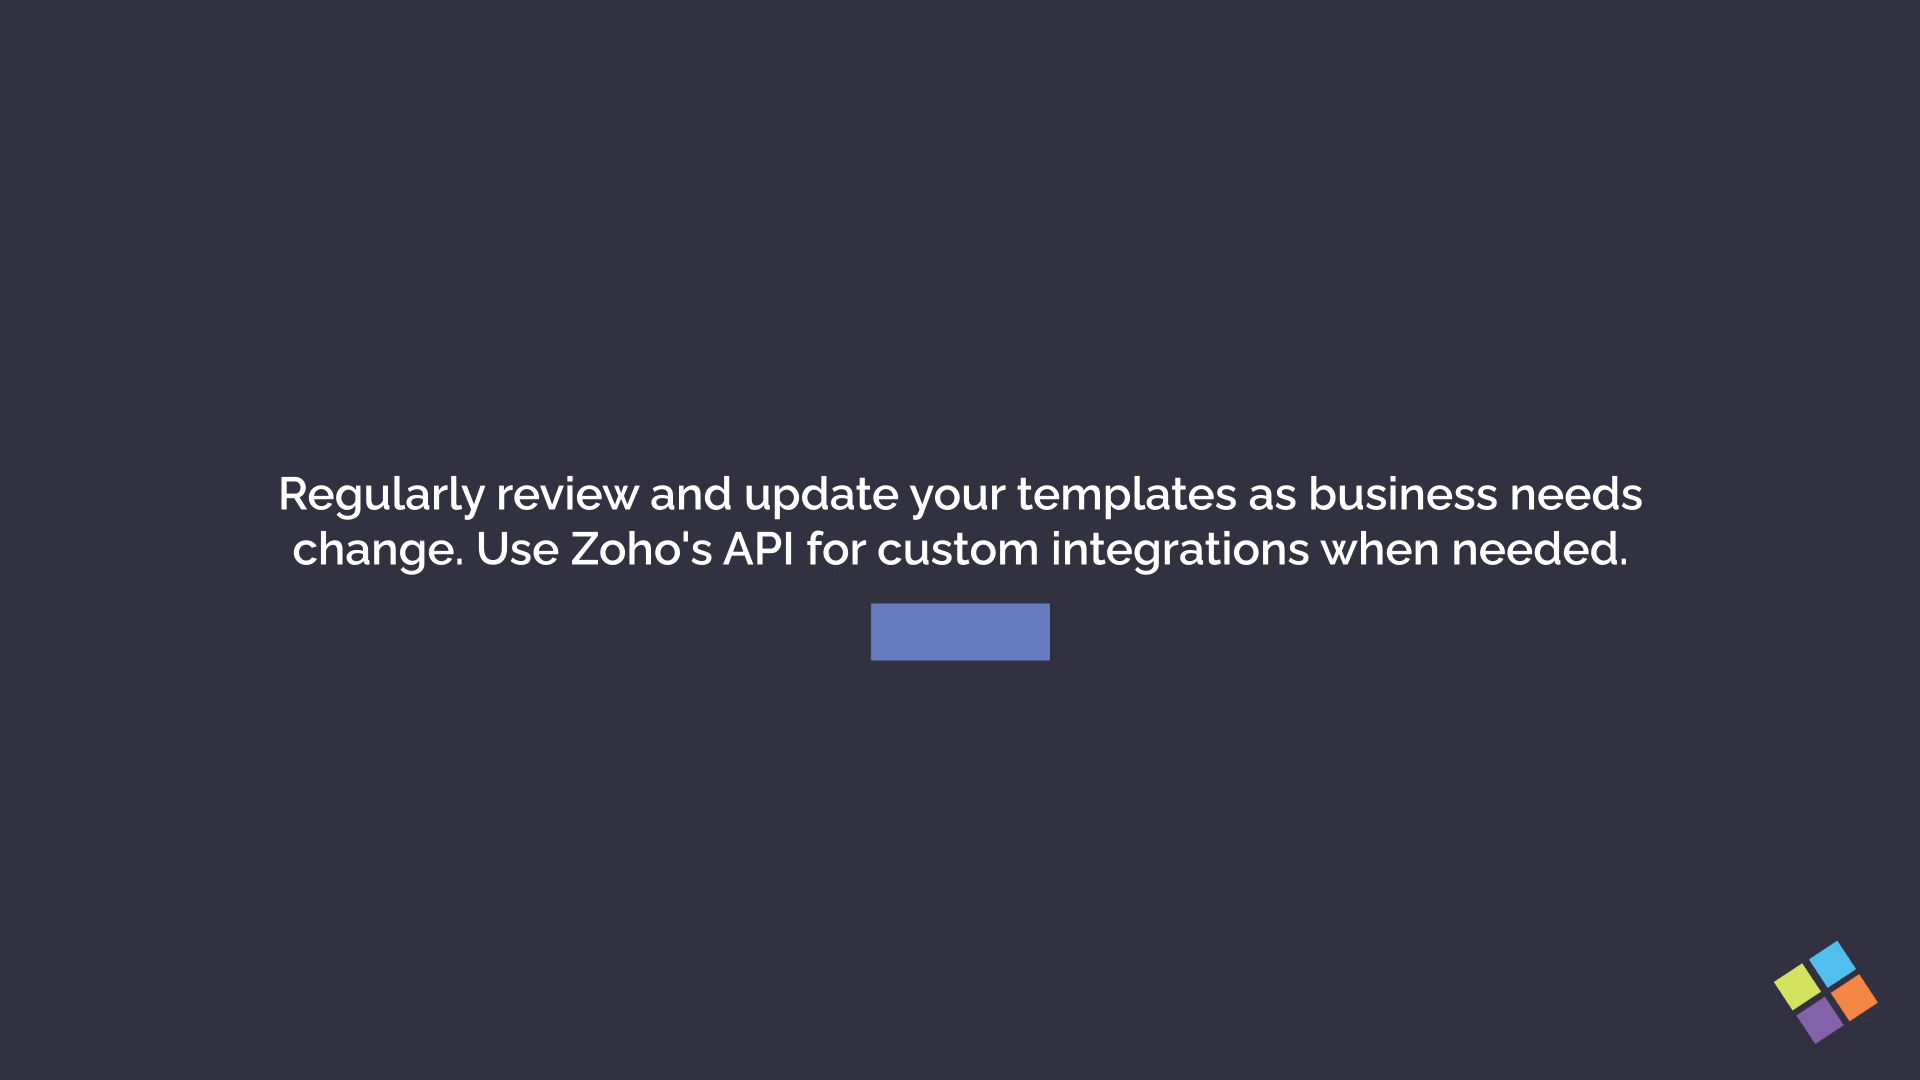 Regularly review and update your templates as business needs
change. Use Zoho's API for custom integrations when needed.